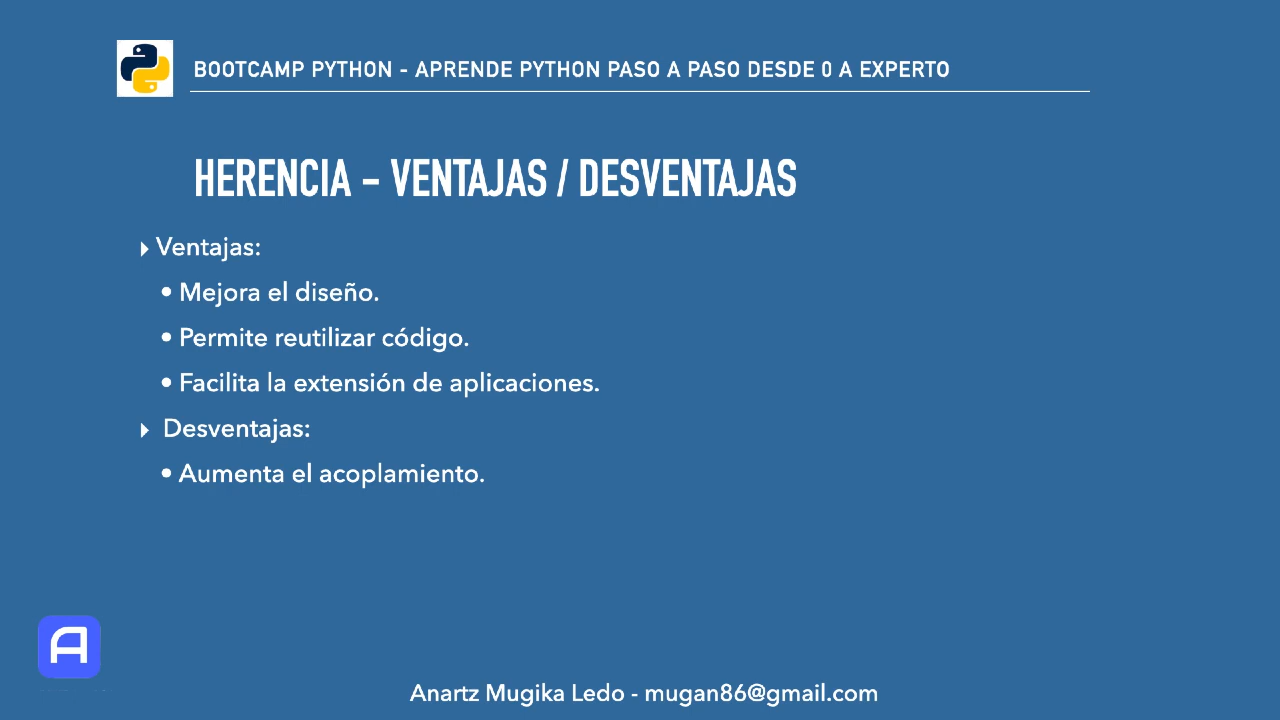 BOOTCAMP PYTHON - APRENDE PYTHON PASO A PASO DESDE 0 A EXPERTO
HERENCIA - VENTAJAS / DESVENTAJAS
▸ Ventajas:
• Mejora el diseño.
• Permite reutilizar código.
• Facilita la extensión de aplicaciones.
▸ Desventajas:
• Aumenta el acoplamiento.
A
Anartz Mugika Ledo - mugan86@gmail.com